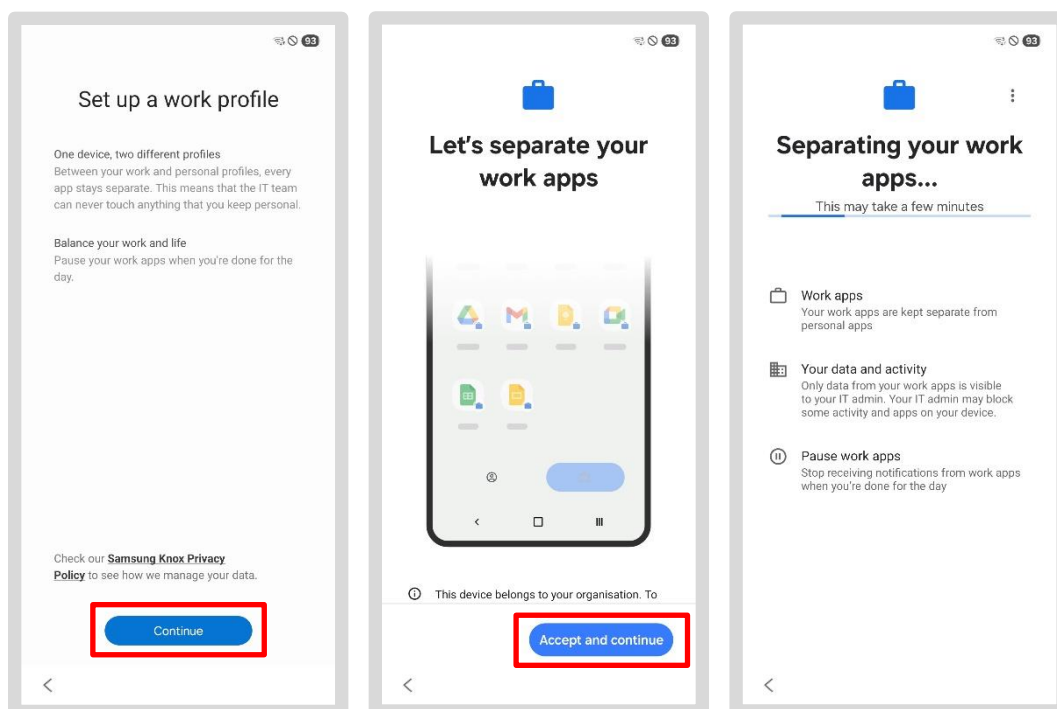 93
Set up a work profile
One device, two different profiles
Between your work and personal profiles, every
app stays separate. This means that the IT team
can never touch anything that you keep personal.
Balance your work and life
Pause your work apps when you're done for the
day.
Check our Samsung Knox Privacy
Policy to see how we manage your data.
Continue
93
Let's separate your
work apps
This device belongs to your organisation. To
Accept and continue
93
Separating your work
apps...
This may take a few minutes
Work apps
Your work apps are kept separate from
personal apps
Your data and activity
Only data from your work apps is visible
to your IT admin. Your IT admin may block
some activity and apps on your device.
Pause work apps
Stop receiving notifications from work apps
when you're done for the day